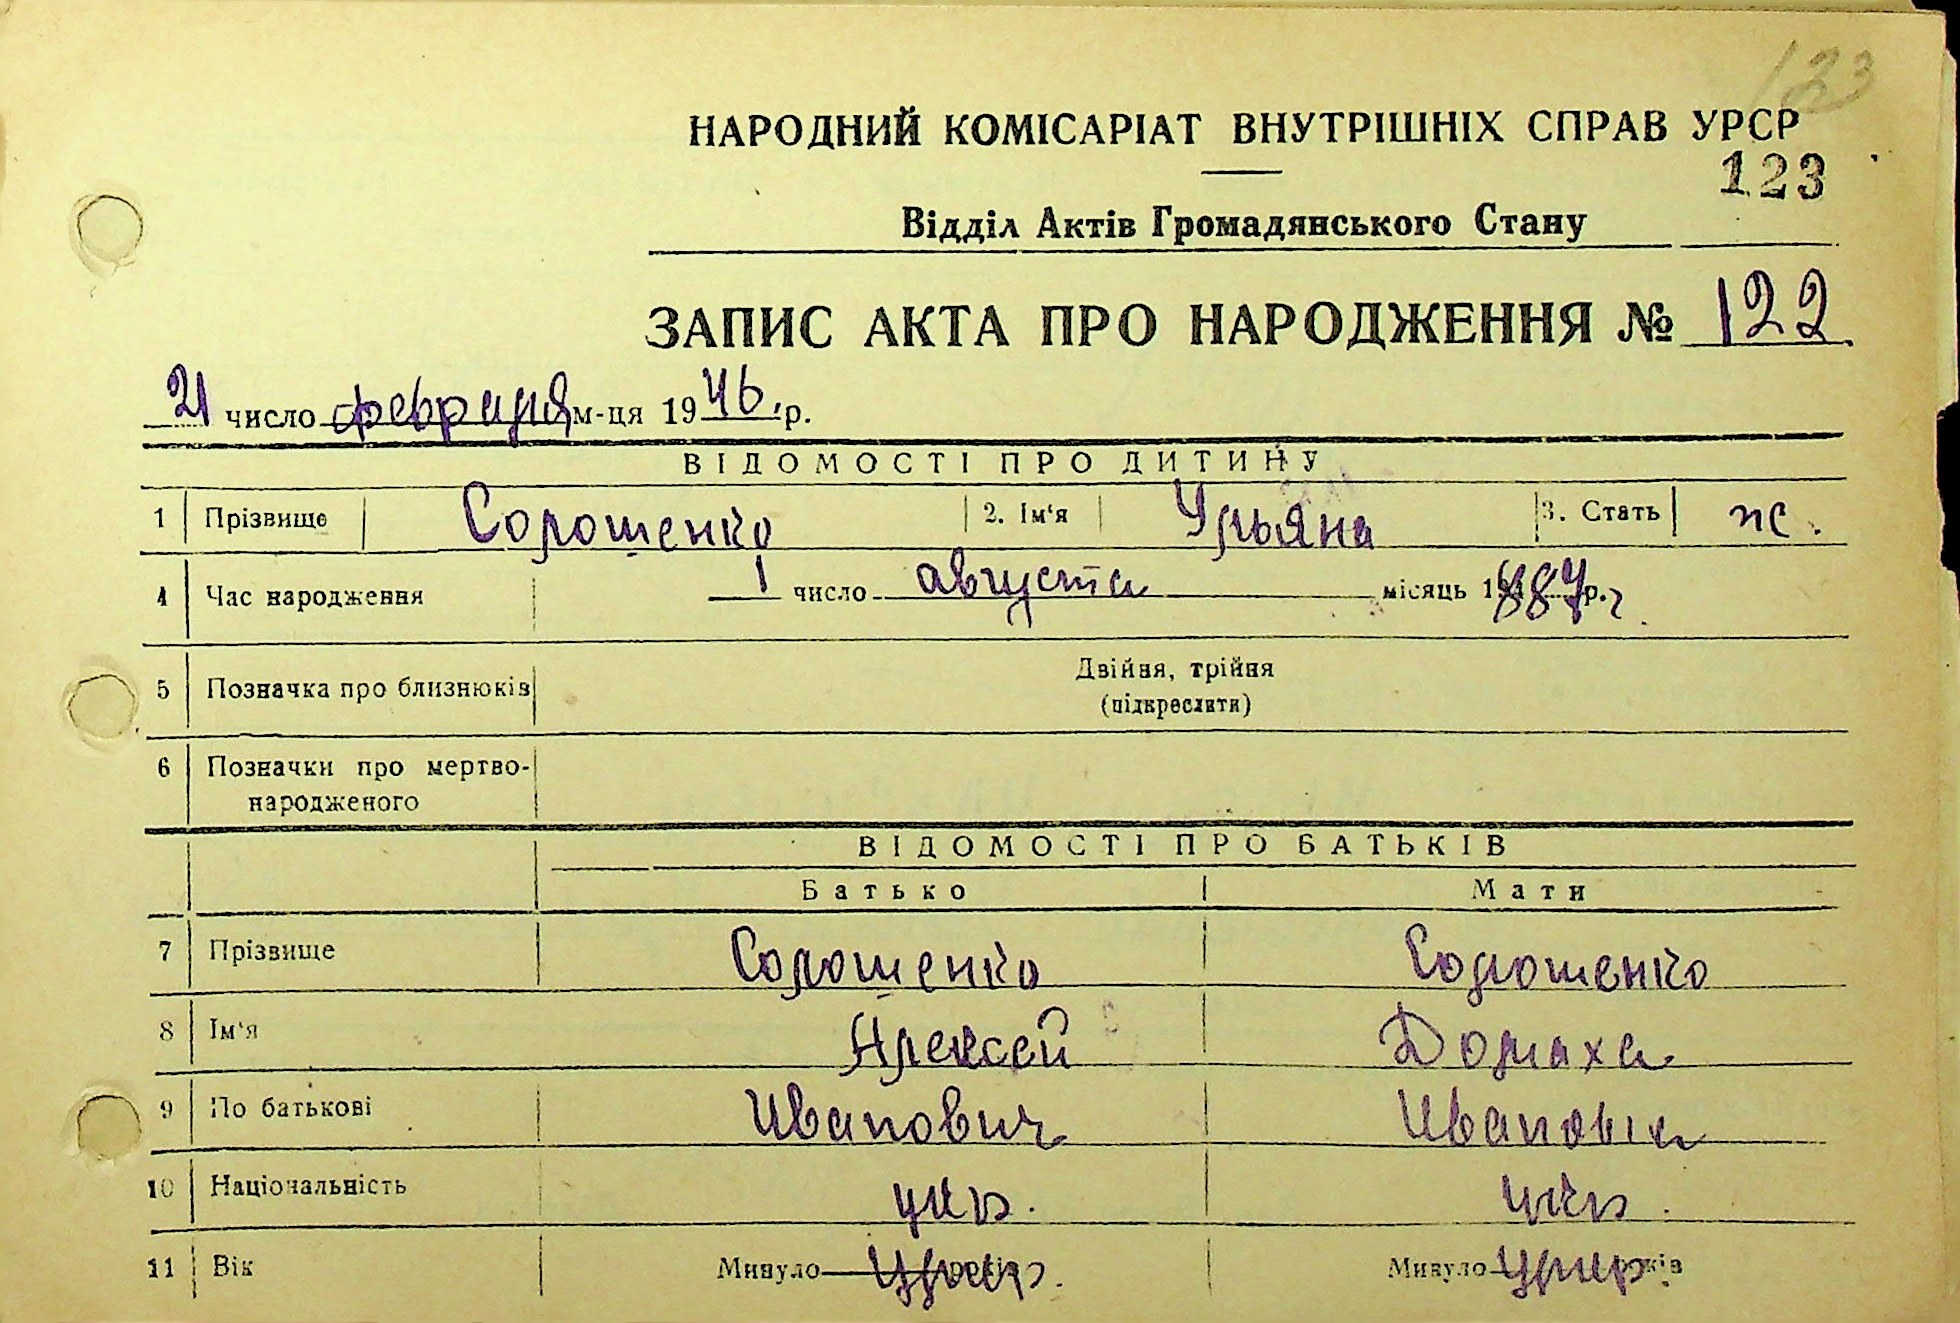 123
НАРОДНИЙ КОМІСАРІАТ ВНУТРІШНІХ СПРАВ УРСР
123
Відділ Актів Громадянського Стану
ЗАПИС АКТА ПРО НАРОДЖЕННЯ № 122
21 число февраля м-ця 1946, р.
ВІДОМОСТІ ПРО ДИТИНУ
1 Прізвище Сорошенко 2. Ім'я Ульяна 3. Стать ж.
4 Час народження 1 число августа місяць 1887 р.
5 Позначка про близнюків Двійня, трійня
(підкреслити)
6 Позначки про мертво-
народженого
ВІДОМОСТІ ПРО БАТЬКІВ
Батько Мати
7 Прізвище Сорошенко Сорошенко
8 Ім'я Алексей Домаха
9 По батькові Иванович Ивановна
10 Національність укр. укр.
11 Вік Минуло умер. Минуло умер. років